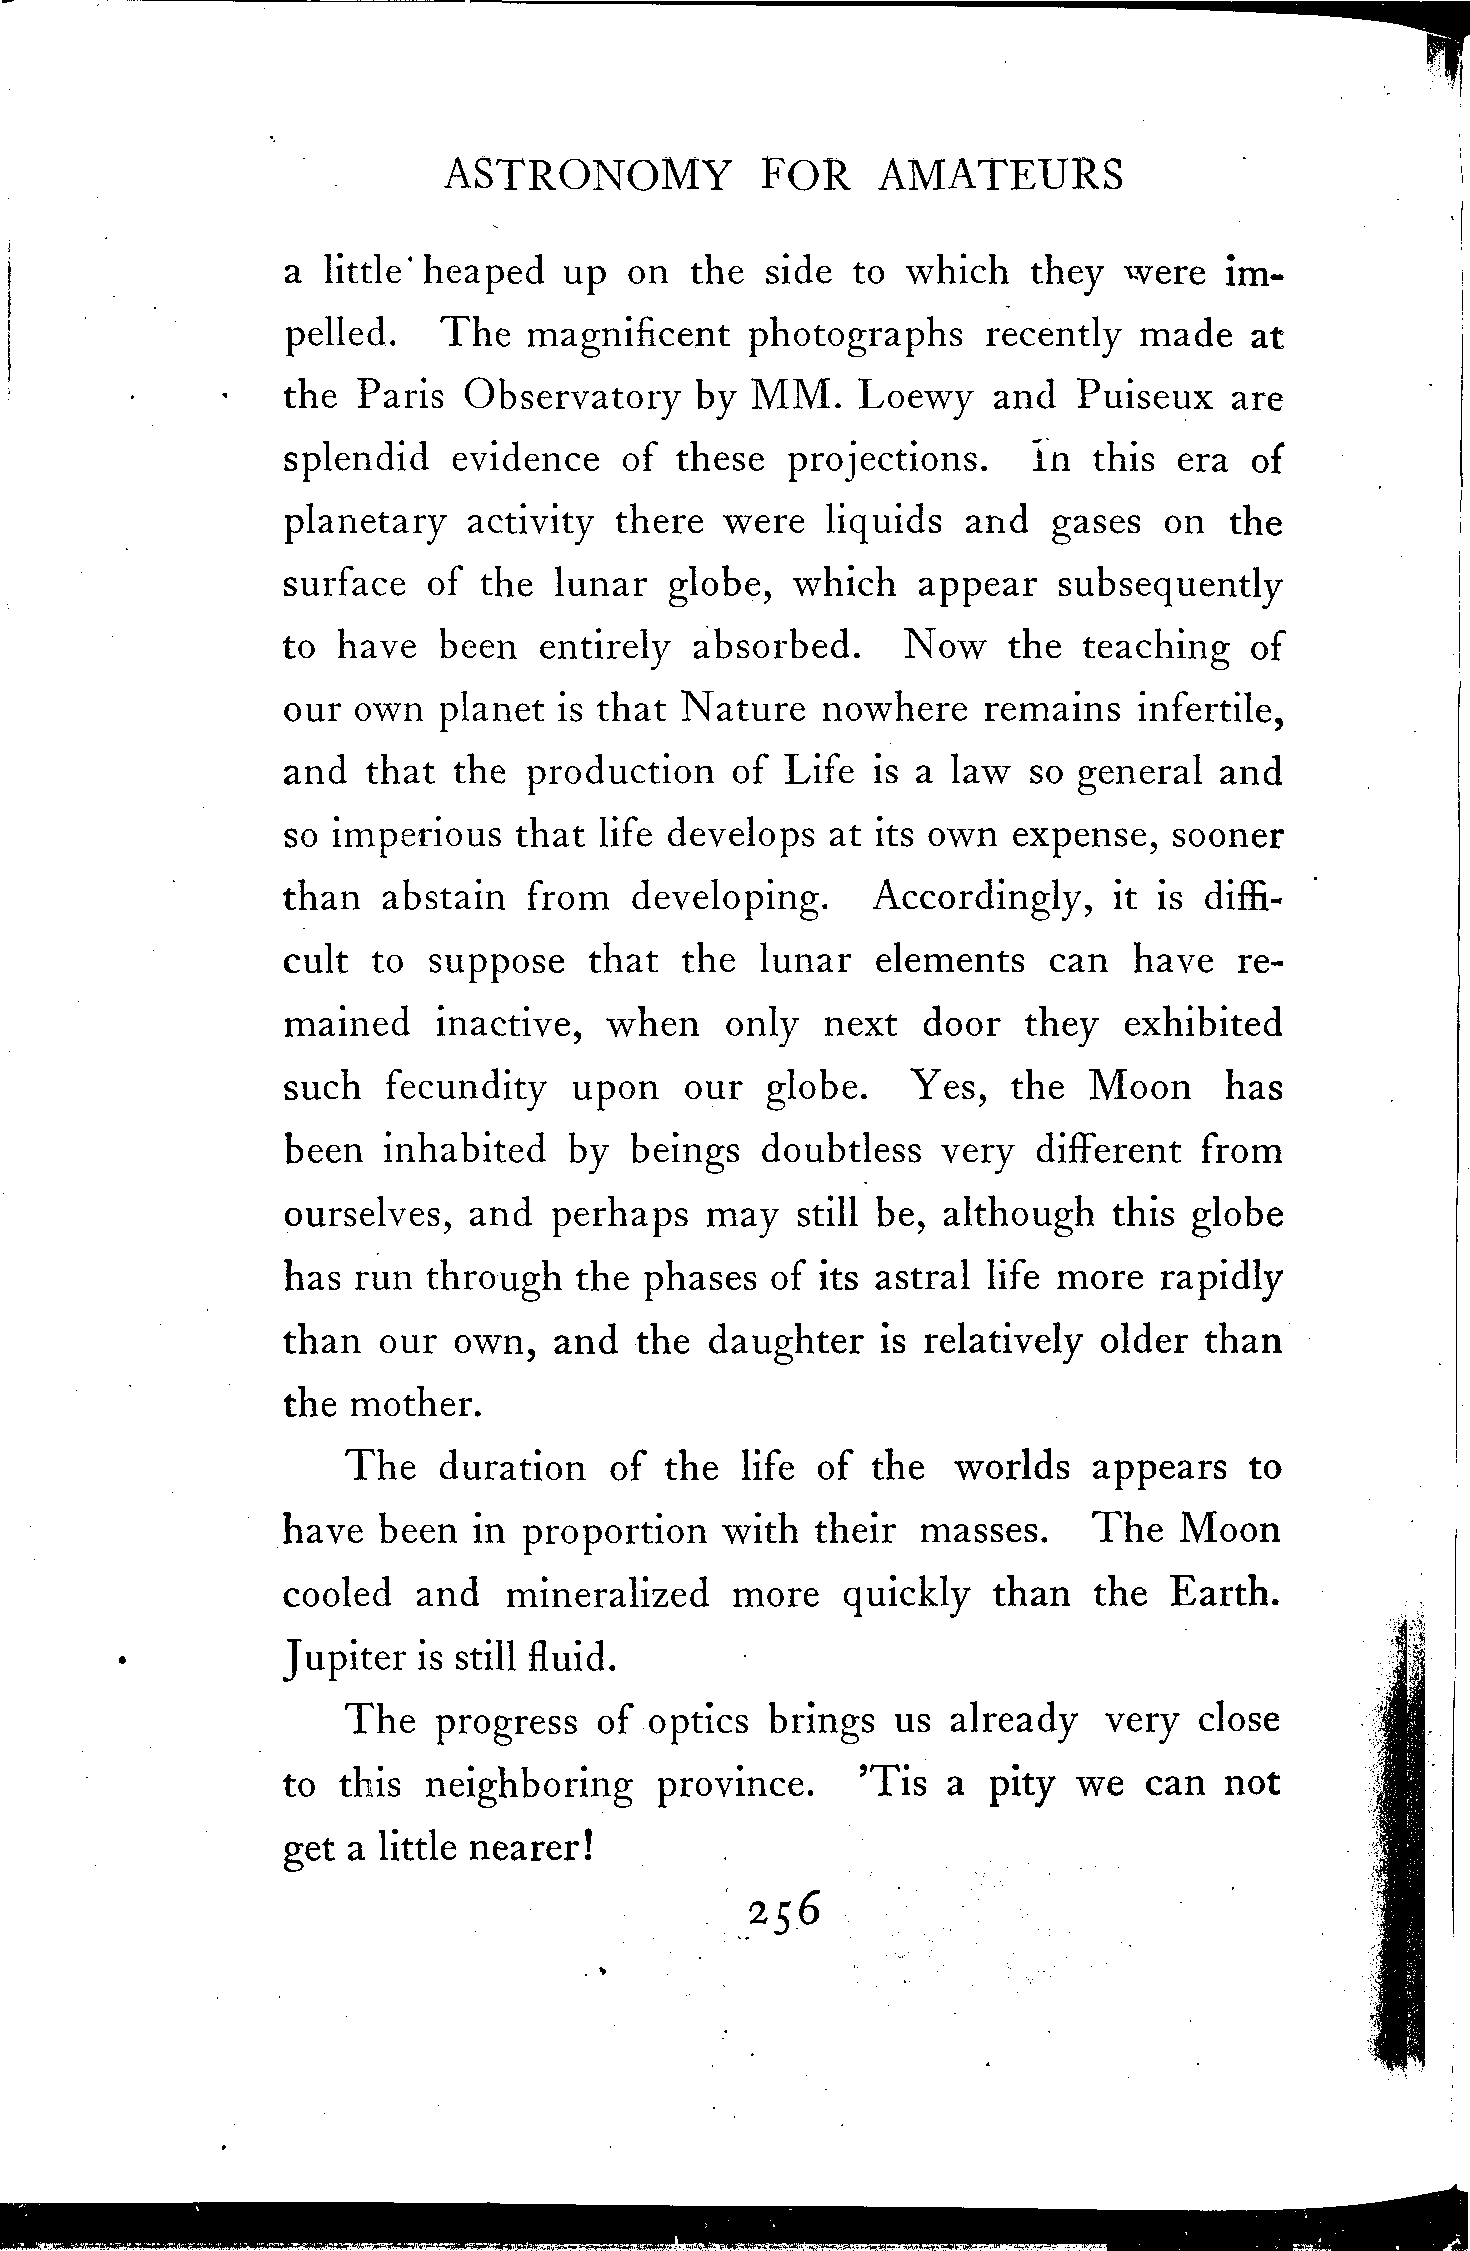 ASTRONOMY FOR AMATEURS
a little heaped up on the side to which they were im-
pelled. The magnificent photographs recently made at
the Paris Observatory by MM. Loewy and Puiseux are
splendid evidence of these projections. In this era of
planetary activity there were liquids and gases on the
surface of the lunar globe, which appear subsequently
to have been entirely absorbed. Now the teaching of
our own planet is that Nature nowhere remains infertile,
and that the production of Life is a law so general and
so imperious that life develops at its own expense, sooner
than abstain from developing. Accordingly, it is diffi-
cult to suppose that the lunar elements can have re-
mained inactive, when only next door they exhibited
such fecundity upon our globe. Yes, the Moon has
been inhabited by beings doubtless very different from
ourselves, and perhaps may still be, although this globe
has run through the phases of its astral life more rapidly
than our own, and the daughter is relatively older than
the mother.
The duration of the life of the worlds appears to
have been in proportion with their masses. The Moon
cooled and mineralized more quickly than the Earth.
Jupiter is still fluid.
The progress of optics brings us already very close
to this neighboring province. 'Tis a pity we can not
get a little nearer!
256